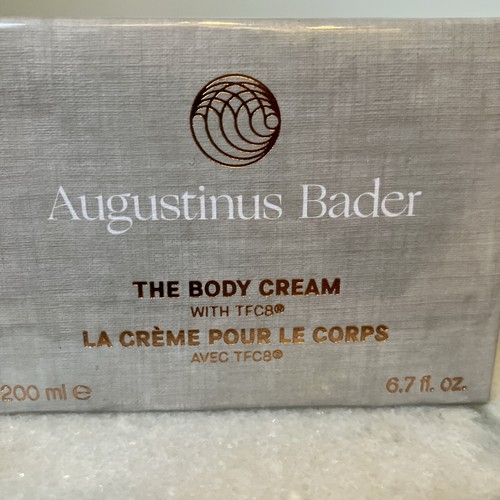 Augustinus Bader
THE BODY CREAM
WITH TFC8®
LA CRÈME POUR LE CORPS
AVEC TFC8®
200 ml ℮ 6.7 fl. oz.